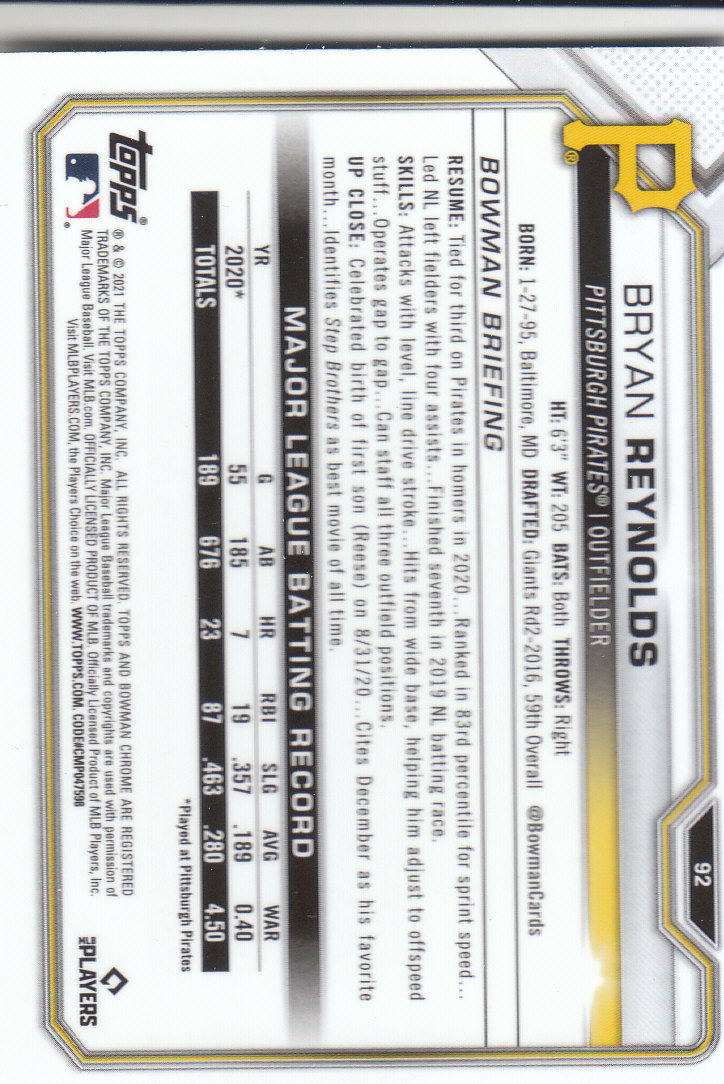 92
P®
BRYAN REYNOLDS
PITTSBURGH PIRATES® | OUTFIELDER
HT: 6'3" WT: 205 BATS: Both THROWS: Right
BORN: 1-27-95, Baltimore, MD DRAFTED: Giants Rd2-2016, 59th Overall @BowmanCards
BOWMAN BRIEFING
RESUME: Tied for third on Pirates in homers in 2020...Ranked in 83rd percentile for sprint speed...
Led NL left fielders with four assists...Finished seventh in 2019 NL batting race.
SKILLS: Attacks with level, line drive stroke...Hits from wide base, helping him adjust to offspeed
stuff...Operates gap to gap...Can staff all three outfield positions.
UP CLOSE: Celebrated birth of first son (Reese) on 8/31/20...Cites December as his favorite
month...Identifies Step Brothers as best movie of all time.
MAJOR LEAGUE BATTING RECORD
YR G AB HR RBI SLG AVG WAR
2020* 55 185 7 19 .357 .189 0.40
TOTALS 189 676 23 87 .463 .280 4.50
*Played at Pittsburgh Pirates
topps®
® & © 2021 THE TOPPS COMPANY, INC. ALL RIGHTS RESERVED. TOPPS AND BOWMAN CHROME ARE REGISTERED
TRADEMARKS OF THE TOPPS COMPANY, INC. Major League Baseball trademarks and copyrights are used with permission of
Major League Baseball. Visit MLB.com. OFFICIALLY LICENSED PRODUCT OF MLB. Officially Licensed Product of MLB Players, Inc.
Visit MLBPLAYERS.COM, the Players Choice on the web. WWW.TOPPS.COM. CODE#CMP047598
MLB PLAYERS